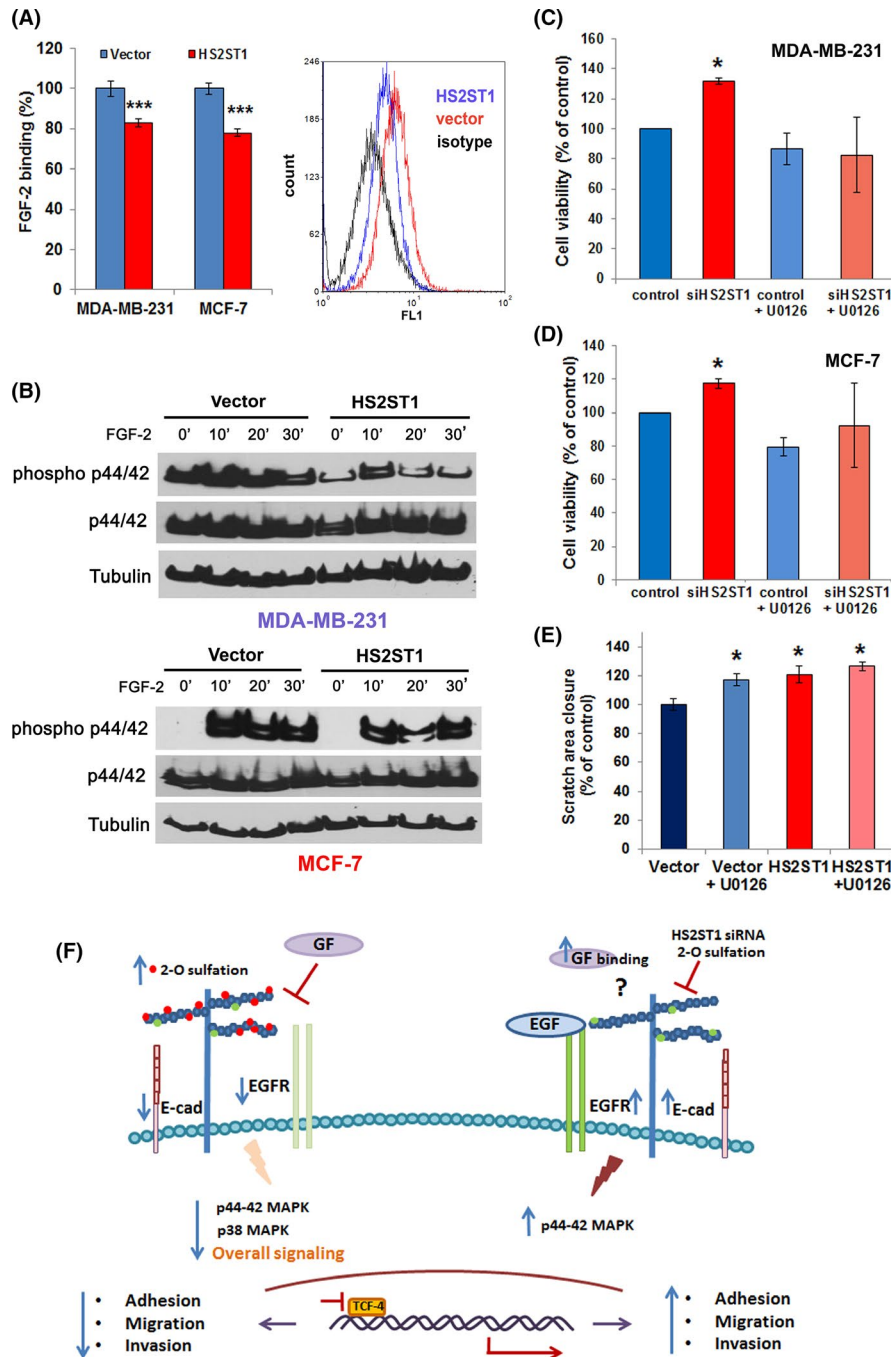 (A)
Vector HS2ST1
FGF-2 binding (%)
120
100
80
60
40
20
0
*** ***
MDA-MB-231 MCF-7
246
185
123
62
0
count
HS2ST1
vector
isotype
10⁰ 10¹ 10²
FL1
(B)
Vector HS2ST1
FGF-2 0' 10' 20' 30' 0' 10' 20' 30'
phospho p44/42
p44/42
Tubulin
MDA-MB-231
Vector HS2ST1
FGF-2 0' 10' 20' 30' 0' 10' 20' 30'
phospho p44/42
p44/42
Tubulin
MCF-7
(C)
MDA-MB-231
Cell viability (% of control)
160
140
120
100
80
60
40
20
0
*
control siHS2ST1 control + U0126 siHS2ST1 + U0126
(D)
MCF-7
Cell viability (% of control)
140
120
100
80
60
40
20
0
*
control siHS2ST1 control + U0126 siHS2ST1 + U0126
(E)
Scratch area closure
(% of control)
140
120
100
80
60
40
20
0
* * *
Vector Vector + U0126 HS2ST1 HS2ST1 +U0126
(F)
2-O sulfation
GF
E-cad
EGFR
p44-42 MAPK
p38 MAPK
Overall signaling
• Adhesion
• Migration
• Invasion
TCF-4
GF binding
?
HS2ST1 siRNA
2-O sulfation
EGF
EGFR
E-cad
p44-42 MAPK
• Adhesion
• Migration
• Invasion